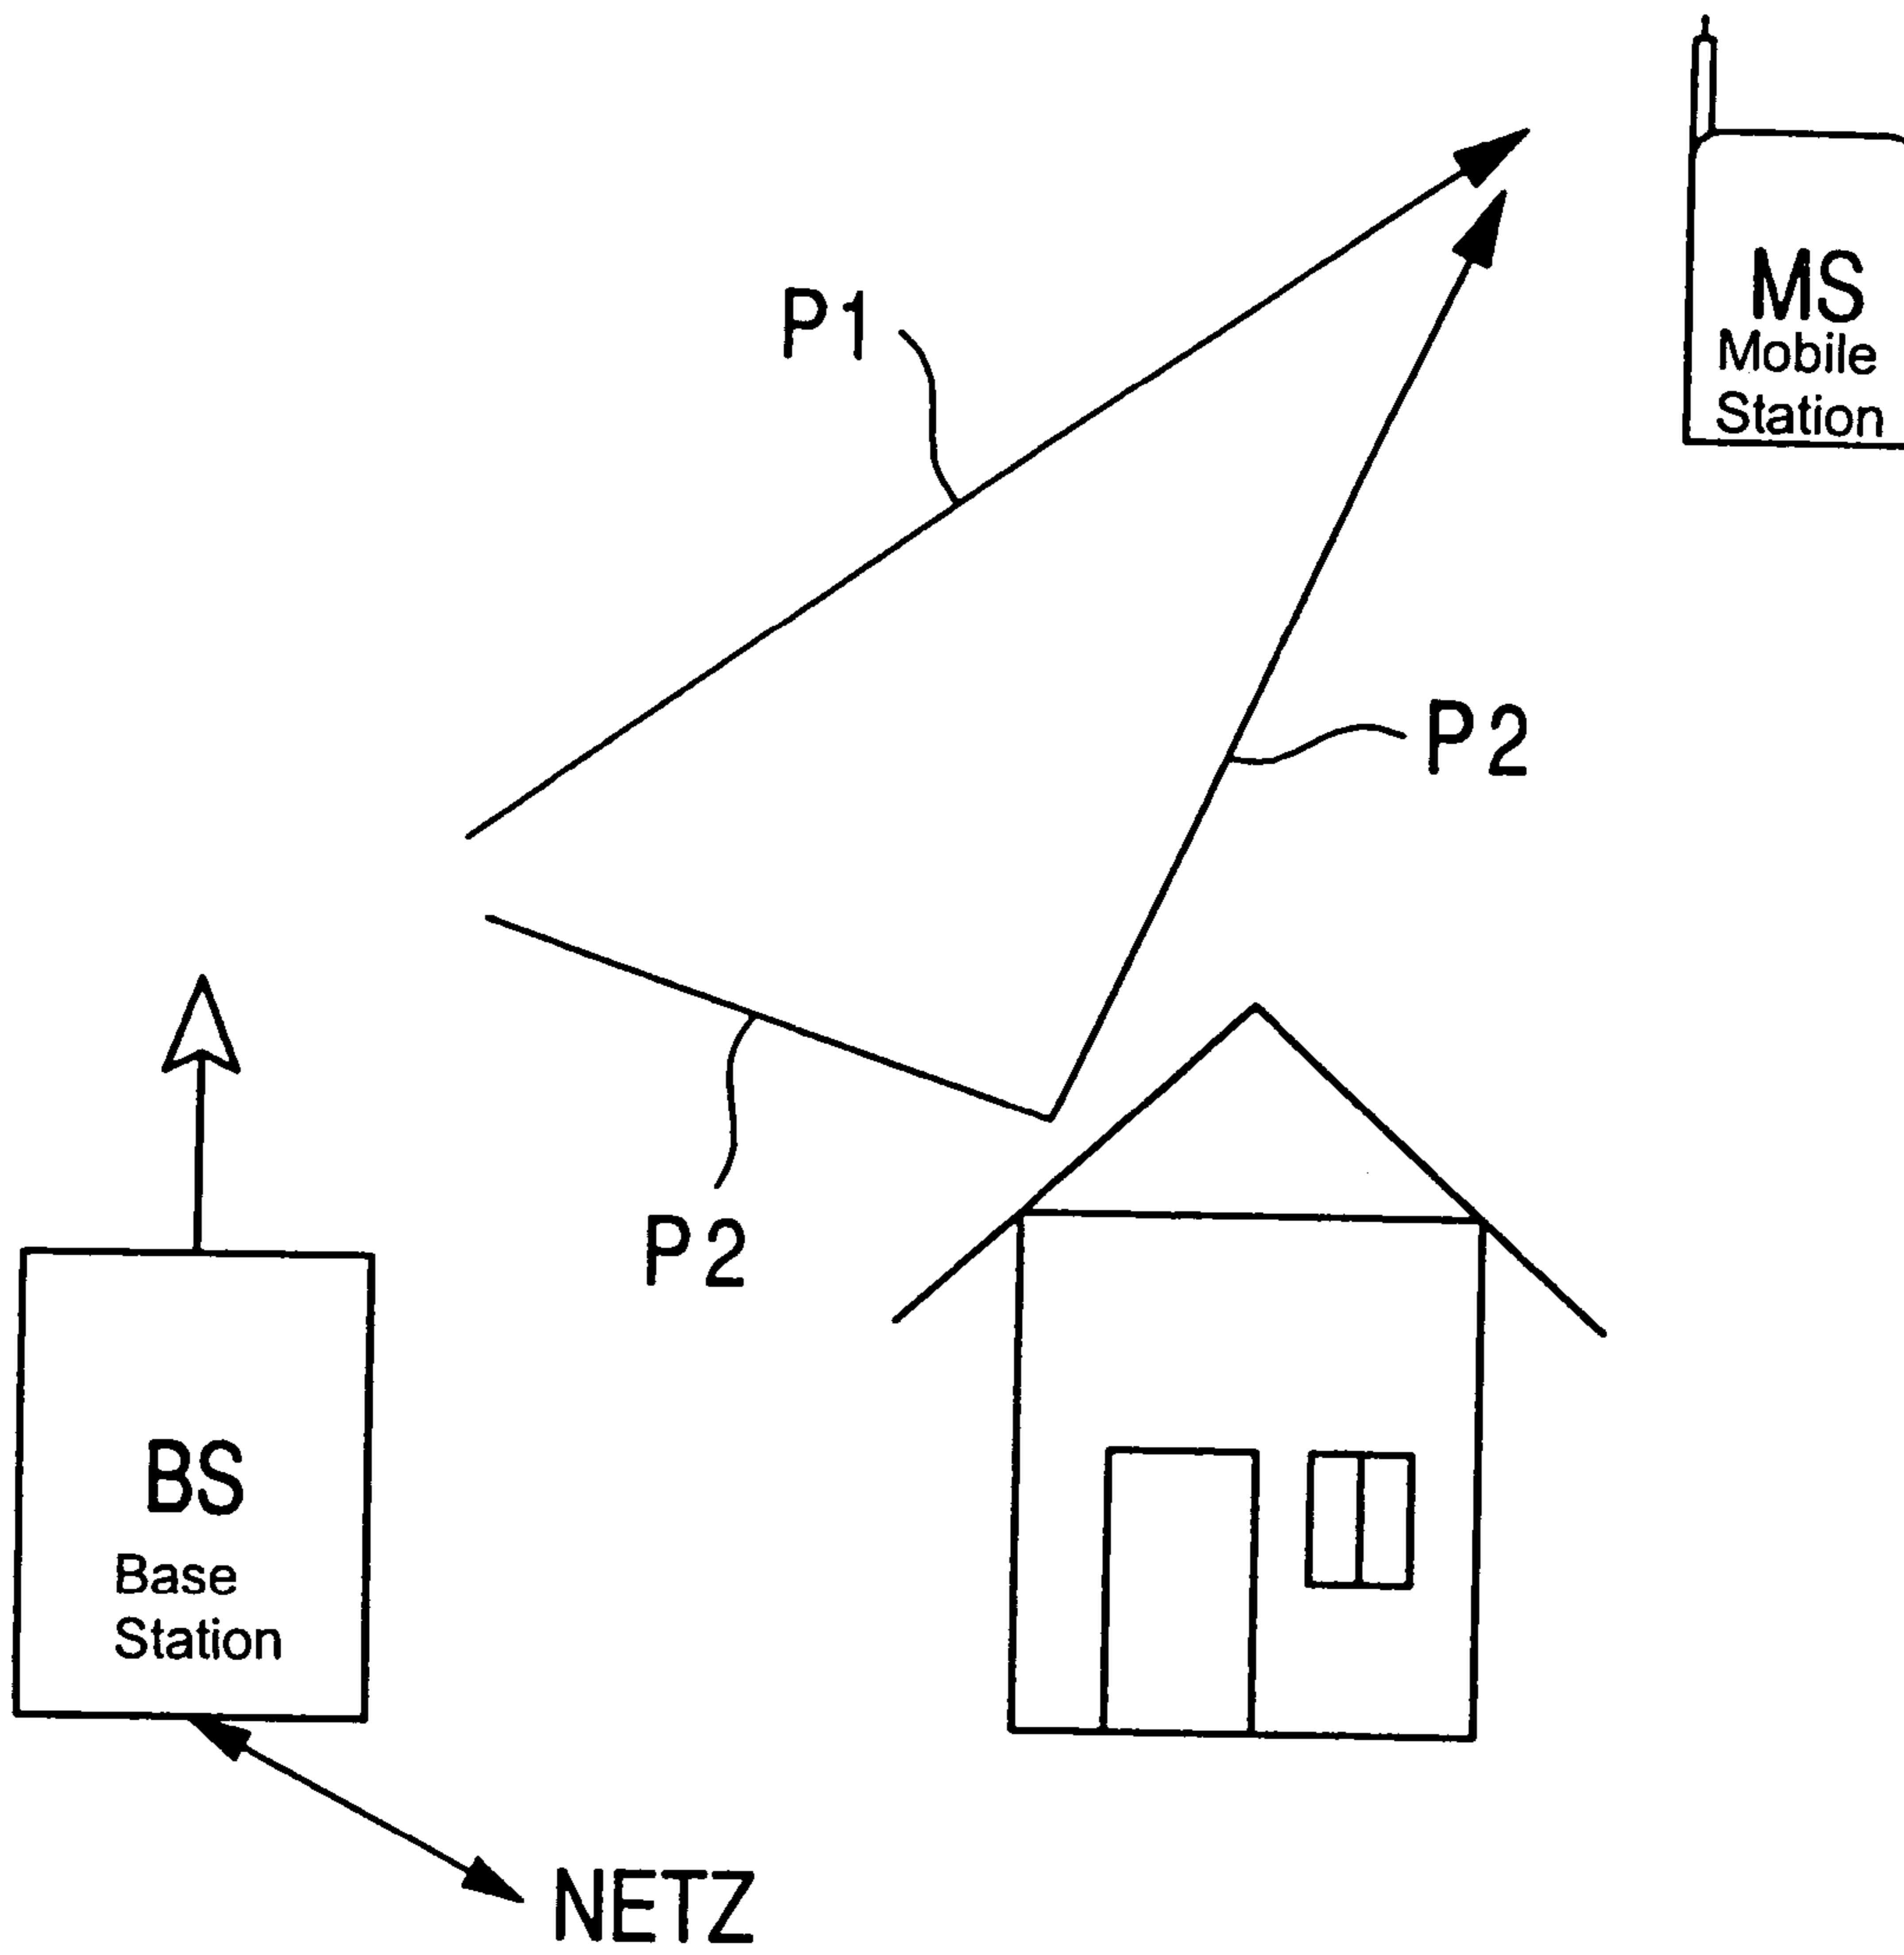 P1
MS
Mobile
Station
P2
P2
BS
Base
Station
NETZ